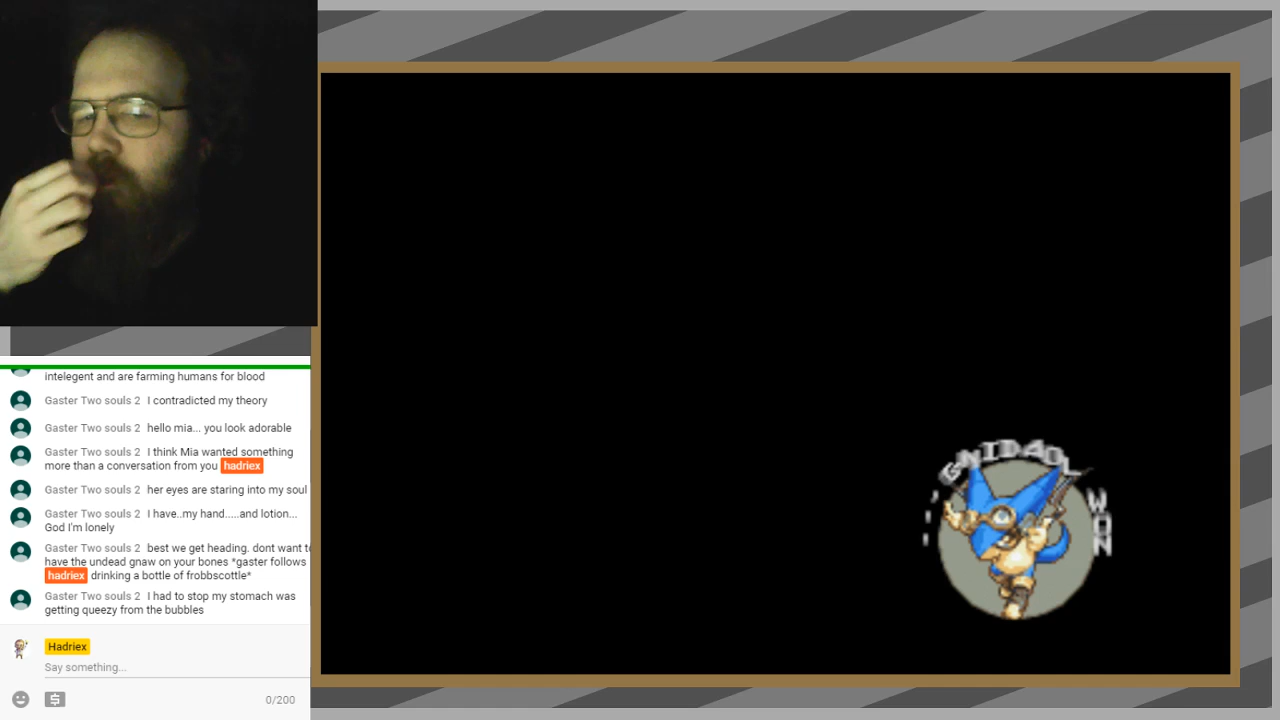 intelegent and are farming humans for blood
Gaster Two souls 2 I contradicted my theory
Gaster Two souls 2 hello mia... you look adorable
Gaster Two souls 2 I think Mia wanted something
more than a conversation from you hadriex
Gaster Two souls 2 her eyes are staring into my soul
Gaster Two souls 2 I have..my hand.....and lotion...
God I'm lonely
Gaster Two souls 2 best we get heading. dont want to
have the undead gnaw on your bones *gaster follows
hadriex drinking a bottle of frobbscottle*
Gaster Two souls 2 I had to stop my stomach was
getting queezy from the bubbles
Hadriex
Say something...
0/200
NOW LOADING...